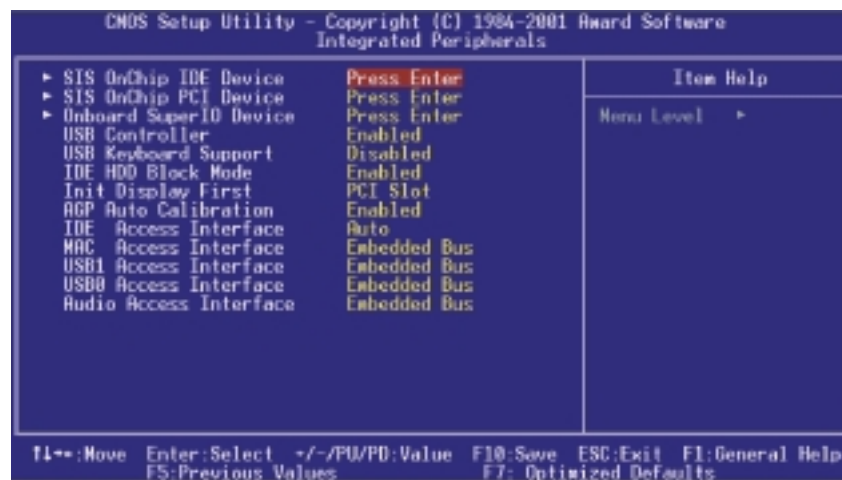 CMOS Setup Utility - Copyright (C) 1984-2001 Award Software
Integrated Peripherals
► SIS OnChip IDE Device Press Enter
► SIS OnChip PCI Device Press Enter
► Onboard SuperIO Device Press Enter
USB Controller Enabled
USB Keyboard Support Disabled
IDE HDD Block Mode Enabled
Init Display First PCI Slot
AGP Auto Calibration Enabled
IDE Access Interface Auto
MAC Access Interface Embedded Bus
USB1 Access Interface Embedded Bus
USB0 Access Interface Embedded Bus
Audio Access Interface Embedded Bus
Item Help
Menu Level ►
↑↓→←:Move Enter:Select +/-/PU/PD:Value F10:Save ESC:Exit F1:General Help
F5:Previous Values F7: Optimized Defaults